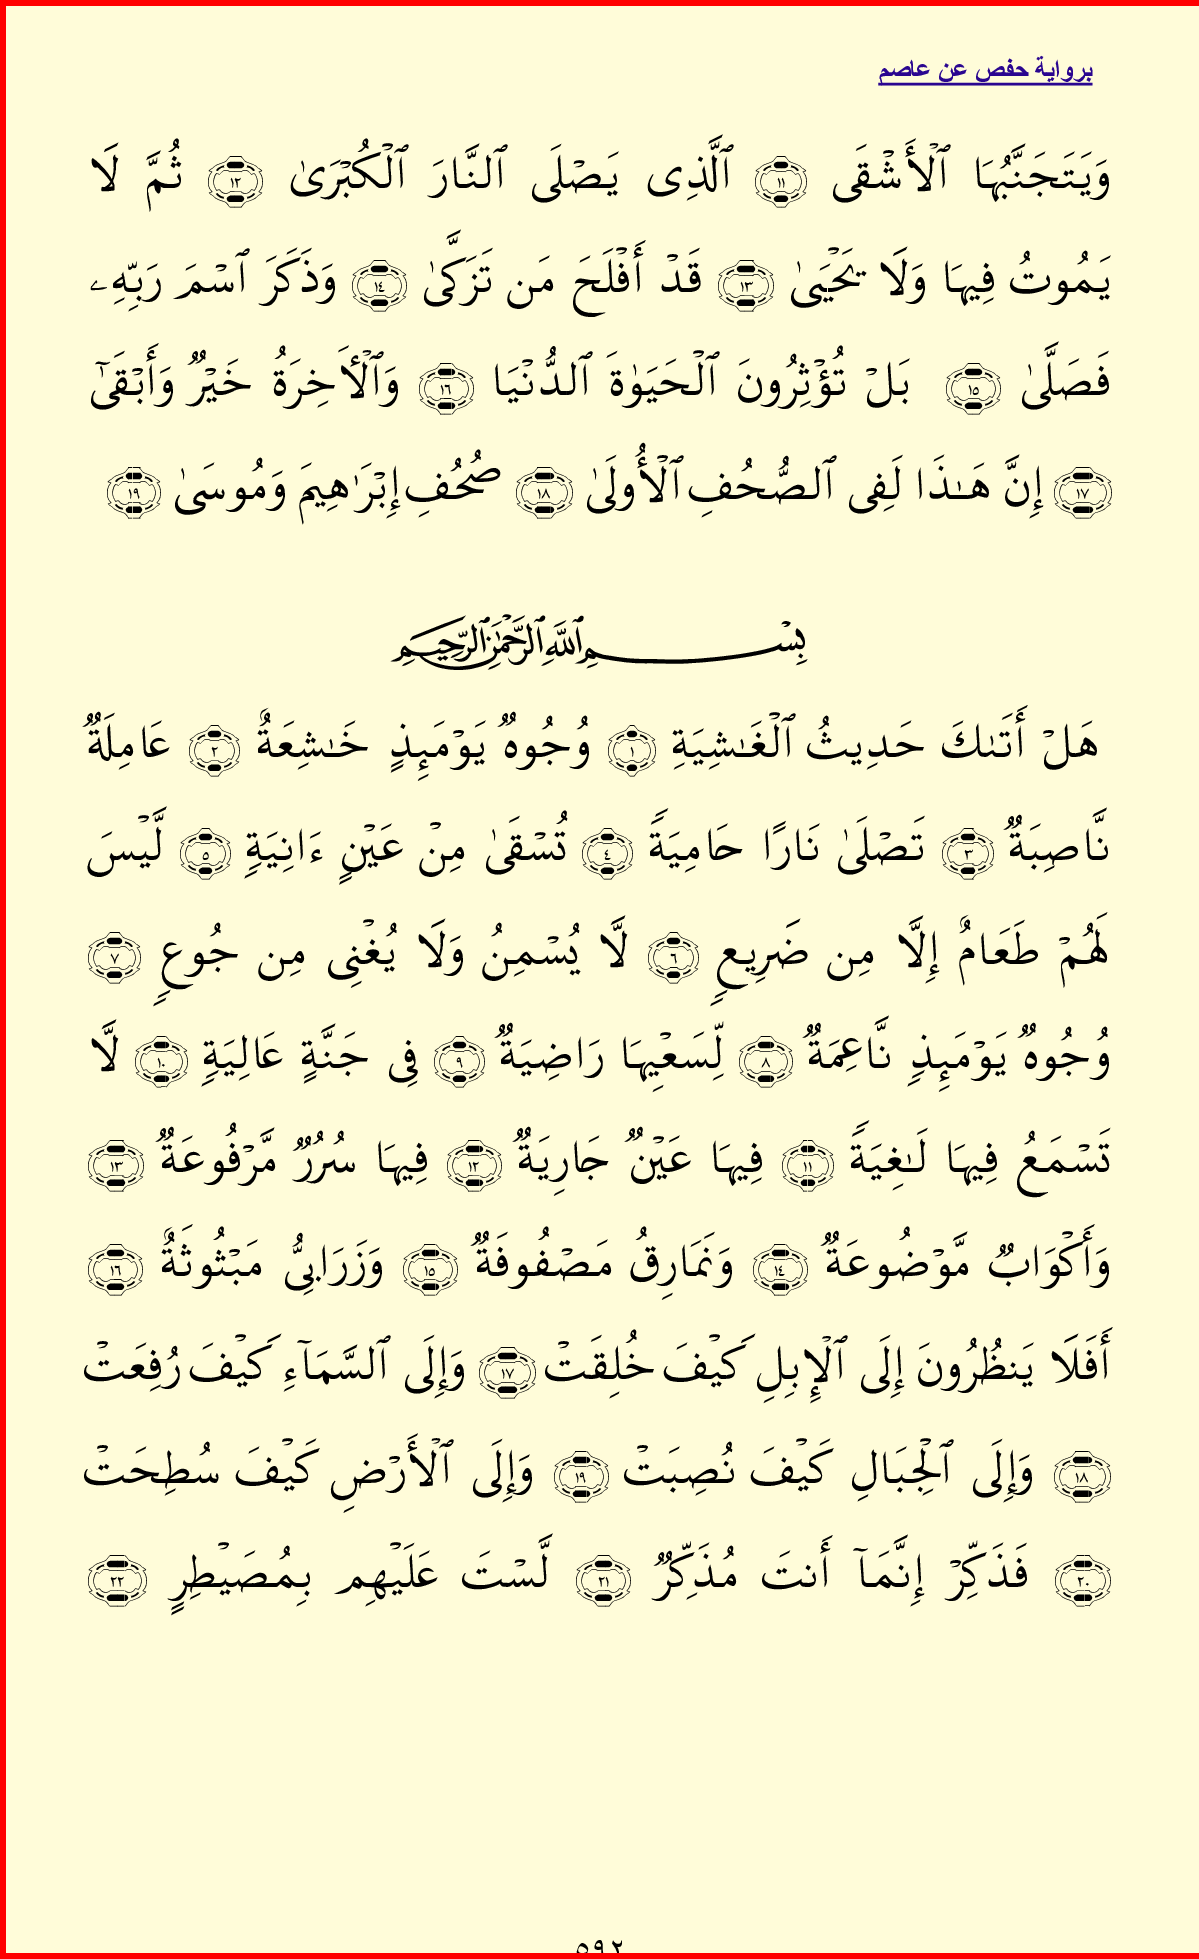 برواية حفص عن عاصم
وَيَتَجَنَّبُهَا ٱلْأَشْقَى ١١ ٱلَّذِى يَصْلَى ٱلنَّارَ ٱلْكُبْرَىٰ ١٢ ثُمَّ لَا
يَمُوتُ فِيهَا وَلَا يَحْيَىٰ ١٣ قَدْ أَفْلَحَ مَن تَزَكَّىٰ ١٤ وَذَكَرَ ٱسْمَ رَبِّهِۦ
فَصَلَّىٰ ١٥ بَلْ تُؤْثِرُونَ ٱلْحَيَوٰةَ ٱلدُّنْيَا ١٦ وَٱلْأَخِرَةُ خَيْرٌ وَأَبْقَىٰٓ
١٧ إِنَّ هَـٰذَا لَفِى ٱلصُّحُفِ ٱلْأُولَىٰ ١٨ صُحُفِ إِبْرَٰهِيمَ وَمُوسَىٰ ١٩
بِسْمِ ٱللَّهِ ٱلرَّحْمَـٰنِ ٱلرَّحِيمِ
هَلْ أَتَىٰكَ حَدِيثُ ٱلْغَـٰشِيَةِ ١ وُجُوهٌ يَوْمَئِذٍ خَـٰشِعَةٌ ٢ عَامِلَةٌ
نَّاصِبَةٌ ٣ تَصْلَىٰ نَارًا حَامِيَةً ٤ تُسْقَىٰ مِنْ عَيْنٍ ءَانِيَةٍ ٥ لَّيْسَ
لَهُمْ طَعَامٌ إِلَّا مِن ضَرِيعٍ ٦ لَّا يُسْمِنُ وَلَا يُغْنِى مِن جُوعٍ ٧
وُجُوهٌ يَوْمَئِذٍ نَّاعِمَةٌ ٨ لِّسَعْيِهَا رَاضِيَةٌ ٩ فِى جَنَّةٍ عَالِيَةٍ ١٠ لَّا
تَسْمَعُ فِيهَا لَـٰغِيَةً ١١ فِيهَا عَيْنٌ جَارِيَةٌ ١٢ فِيهَا سُرُرٌ مَّرْفُوعَةٌ ١٣
وَأَكْوَابٌ مَّوْضُوعَةٌ ١٤ وَنَمَارِقُ مَصْفُوفَةٌ ١٥ وَزَرَابِىُّ مَبْثُوثَةٌ ١٦
أَفَلَا يَنظُرُونَ إِلَى ٱلْإِبِلِ كَيْفَ خُلِقَتْ ١٧ وَإِلَى ٱلسَّمَآءِ كَيْفَ رُفِعَتْ
١٨ وَإِلَى ٱلْجِبَالِ كَيْفَ نُصِبَتْ ١٩ وَإِلَى ٱلْأَرْضِ كَيْفَ سُطِحَتْ
٢٠ فَذَكِّرْ إِنَّمَآ أَنتَ مُذَكِّرٌ ٢١ لَّسْتَ عَلَيْهِم بِمُصَيْطِرٍ ٢٢
٥٩٢